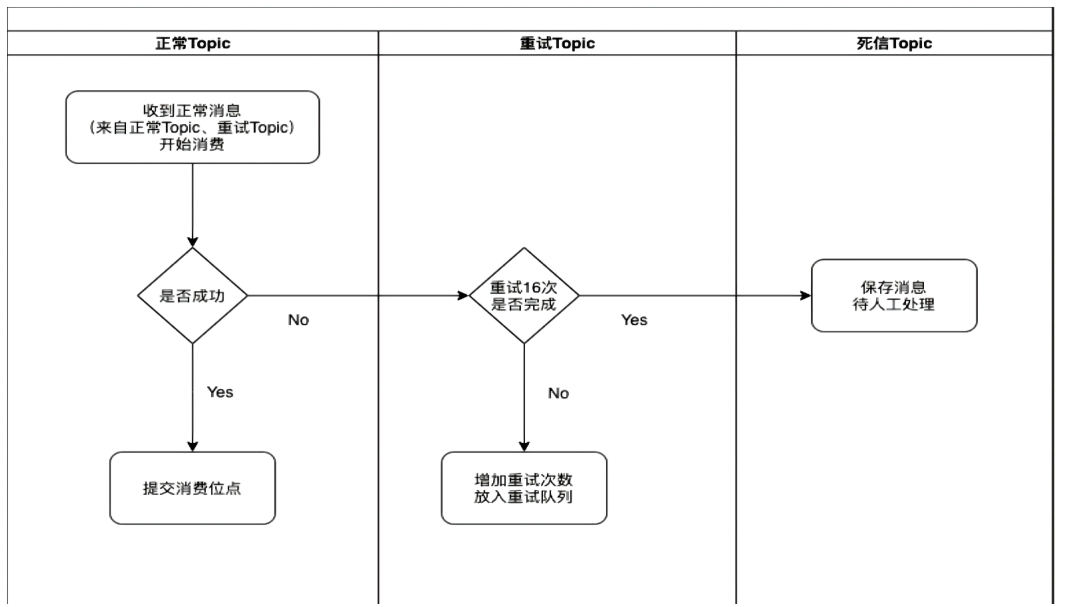 正常Topic
重试Topic
死信Topic
收到正常消息
（来自正常Topic、重试Topic）
开始消费
是否成功
No
重试16次
是否完成
Yes
保存消息
待人工处理
Yes
No
提交消费位点
增加重试次数
放入重试队列